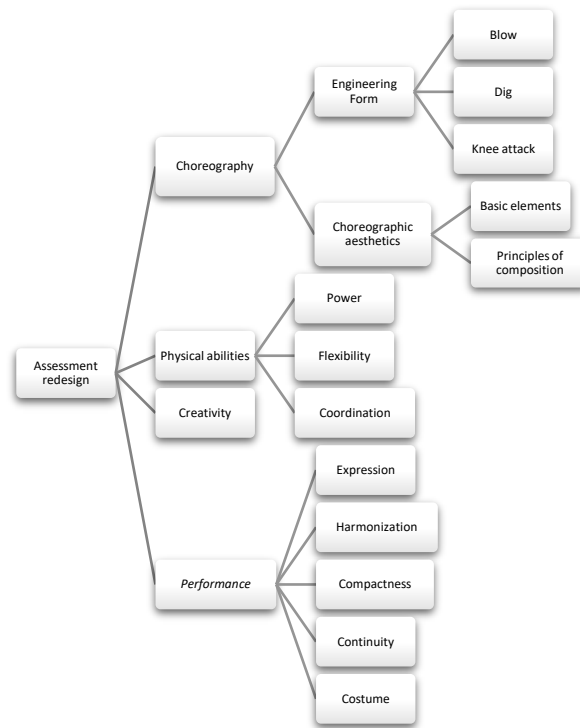 Assessment
redesign
Choreography
Engineering
Form
Blow
Dig
Knee attack
Choreographic
aesthetics
Basic elements
Principles of
composition
Physical abilities
Power
Flexibility
Coordination
Creativity
Performance
Expression
Harmonization
Compactness
Continuity
Costume